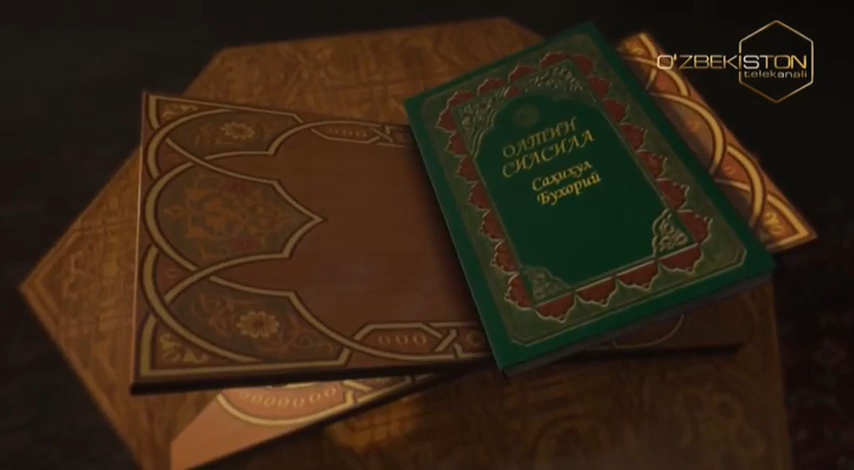 O'ZBEKISTON
telekanali
ОЛТИН
СИЛСИЛА
Саҳиҳул
Бухорий